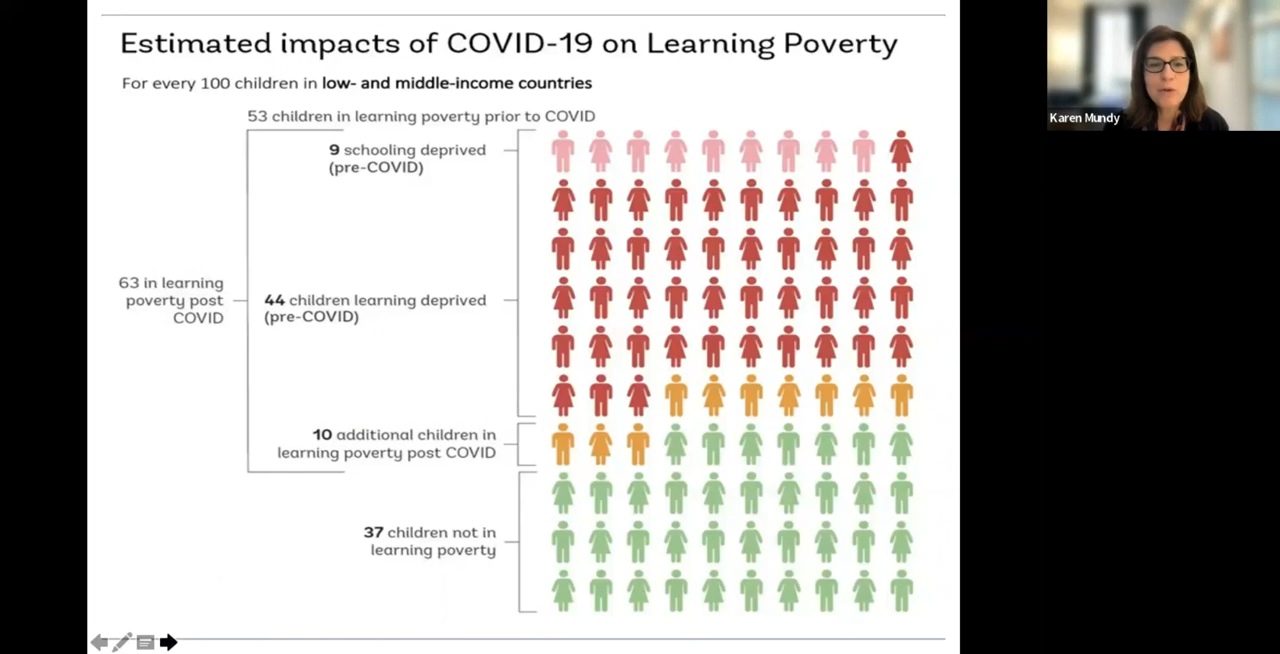 Estimated impacts of COVID-19 on Learning Poverty
For every 100 children in low- and middle-income countries
53 children in learning poverty prior to COVID
9 schooling deprived
(pre-COVID)
63 in learning
poverty post
COVID
44 children learning deprived
(pre-COVID)
10 additional children in
learning poverty post COVID
37 children not in
learning poverty
Karen Mundy